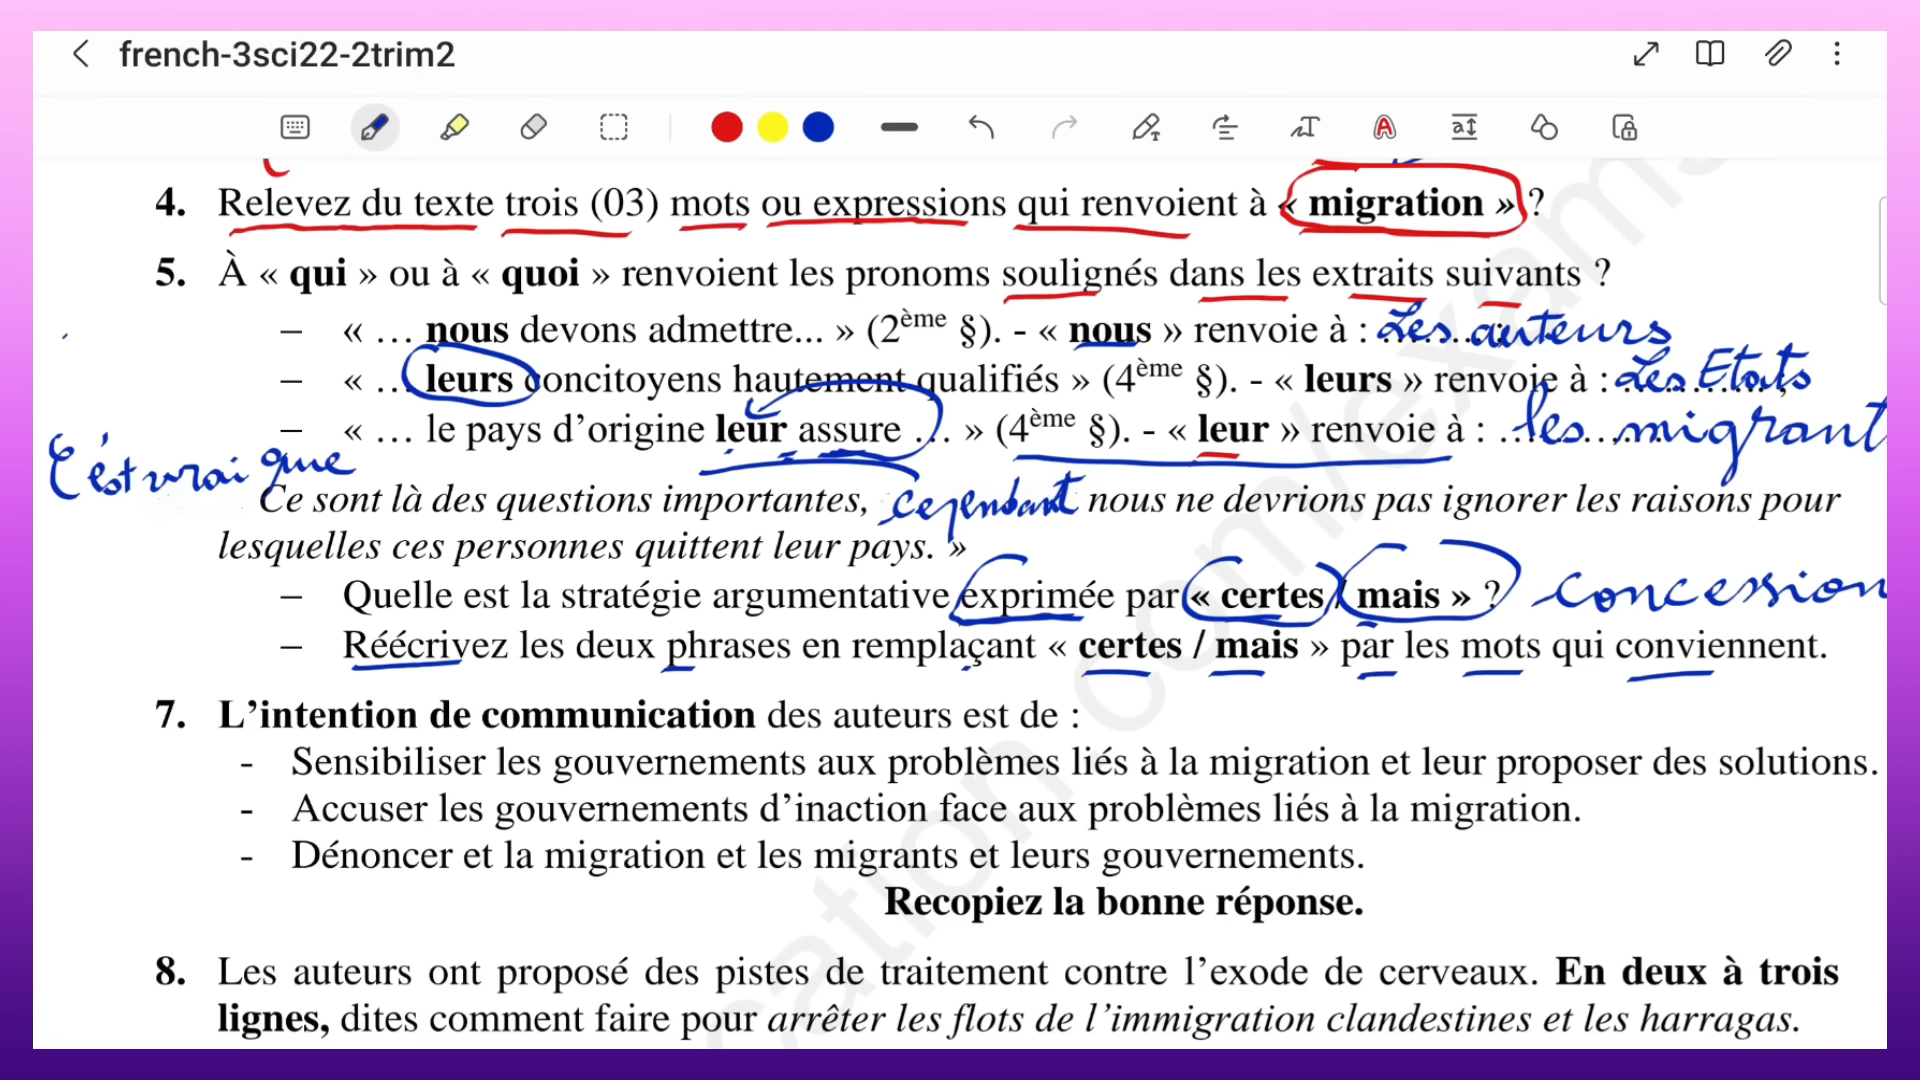 french-3sci22-2trim2
4. Relevez du texte trois (03) mots ou expressions qui renvoient à « migration » ?
5. À « qui » ou à « quoi » renvoient les pronoms soulignés dans les extraits suivants ?
– « … nous devons admettre... » (2ème §). - « nous » renvoie à : Les auteurs
– « … leurs concitoyens hautement qualifiés » (4ème §). - « leurs » renvoie à : Les Etats
– « … le pays d’origine leur assure … » (4ème §). - « leur » renvoie à : les migrant
C'est vrai que
Ce sont là des questions importantes, cependant nous ne devrions pas ignorer les raisons pour
lesquelles ces personnes quittent leur pays. »
– Quelle est la stratégie argumentative exprimée par « certes / mais » ? concession
– Réécrivez les deux phrases en remplaçant « certes / mais » par les mots qui conviennent.
7. L’intention de communication des auteurs est de :
- Sensibiliser les gouvernements aux problèmes liés à la migration et leur proposer des solutions.
- Accuser les gouvernements d’inaction face aux problèmes liés à la migration.
- Dénoncer et la migration et les migrants et leurs gouvernements.
Recopiez la bonne réponse.
8. Les auteurs ont proposé des pistes de traitement contre l’exode de cerveaux. En deux à trois
lignes, dites comment faire pour arrêter les flots de l’immigration clandestines et les harragas.